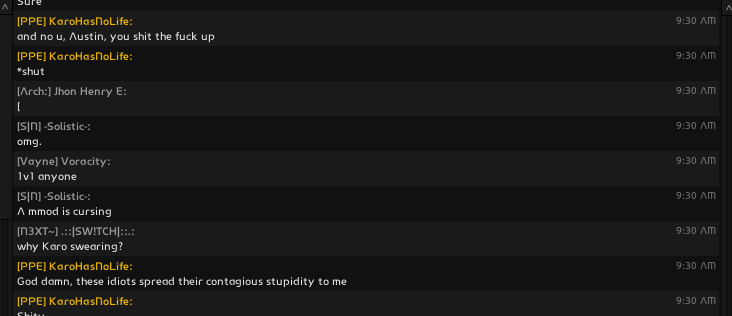 Sure
[PPE] KaroHasNoLife:
9:30 AM
and no u, Austin, you shit the fuck up
[PPE] KaroHasNoLife:
9:30 AM
*shut
[Arch:] Jhon Henry E:
9:30 AM
[
[S|N] -Solistic-:
9:30 AM
omg.
[Vayne] Voracity:
9:30 AM
1v1 anyone
[S|N] -Solistic-:
9:30 AM
A mmod is cursing
[N3XT~] .::|SW!TCH|::.:
9:30 AM
why Karo swearing?
[PPE] KaroHasNoLife:
9:30 AM
God damn, these idiots spread their contagious stupidity to me
[PPE] KaroHasNoLife:
9:30 AM